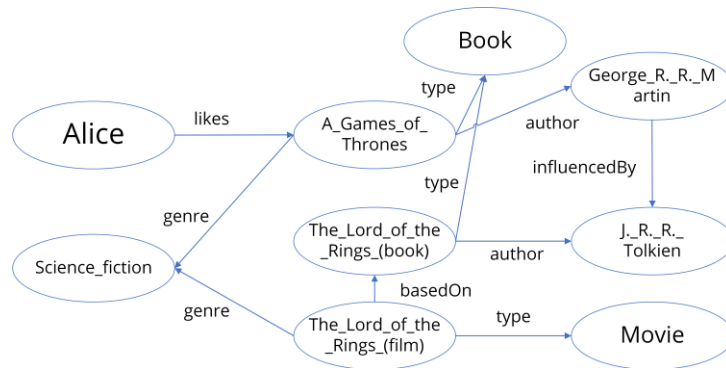 Book
type
George_R._R._M
artin
Alice
likes
A_Games_of_
Thrones
author
type
influencedBy
genre
Science_fiction
The_Lord_of_the
_Rings_(book)
author
J._R._R._
Tolkien
basedOn
genre
The_Lord_of_the
_Rings_(film)
type
Movie